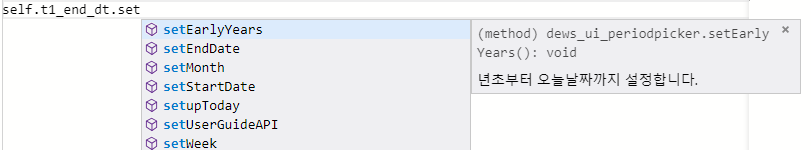 self.t1_end_dt.set
setEarlyYears
setEndDate
setMonth
setStartDate
setupToday
setUserGuideAPI
setWeek
(method) dews_ui_periodpicker.setEarly
Years(): void
년초부터 오늘날짜까지 설정합니다.